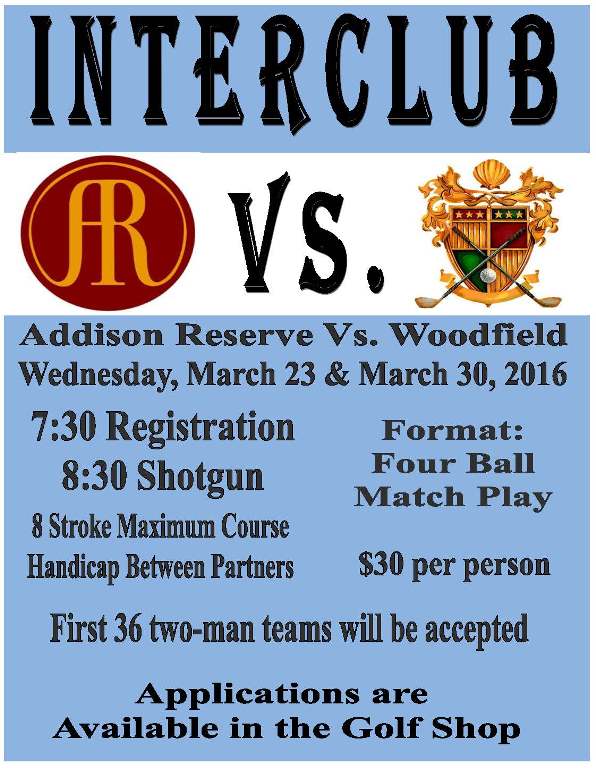 INTERCLUB
AR
VS.
Addison Reserve Vs. Woodfield
Wednesday, March 23 & March 30, 2016
7:30 Registration
8:30 Shotgun
8 Stroke Maximum Course
Handicap Between Partners
Format:
Four Ball
Match Play
$30 per person
First 36 two-man teams will be accepted
Applications are
Available in the Golf Shop